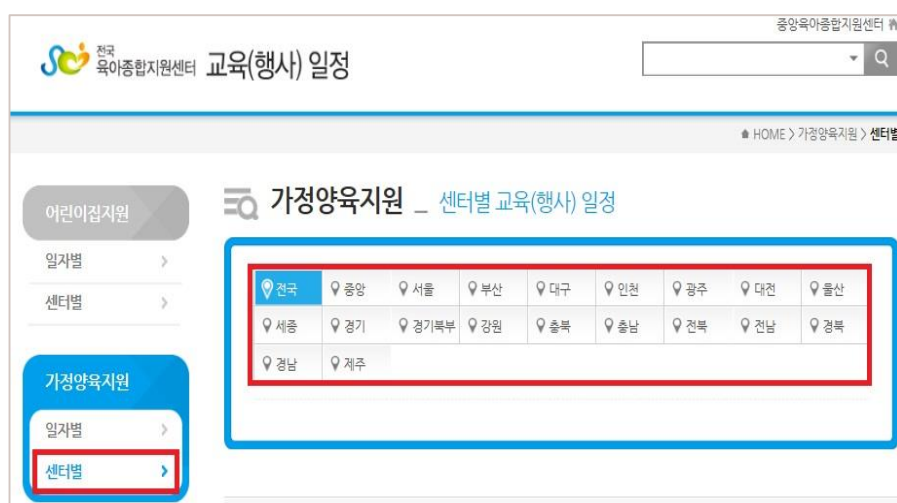 중앙육아종합지원센터
전국
육아종합지원센터 교육(행사) 일정
HOME > 가정양육지원 > 센터별
가정양육지원 _ 센터별 교육(행사) 일정
어린이집지원
일자별
센터별
가정양육지원
일자별
센터별
전국 중앙 서울 부산 대구 인천 광주 대전 울산
세종 경기 경기북부 강원 충북 충남 전북 전남 경북
경남 제주